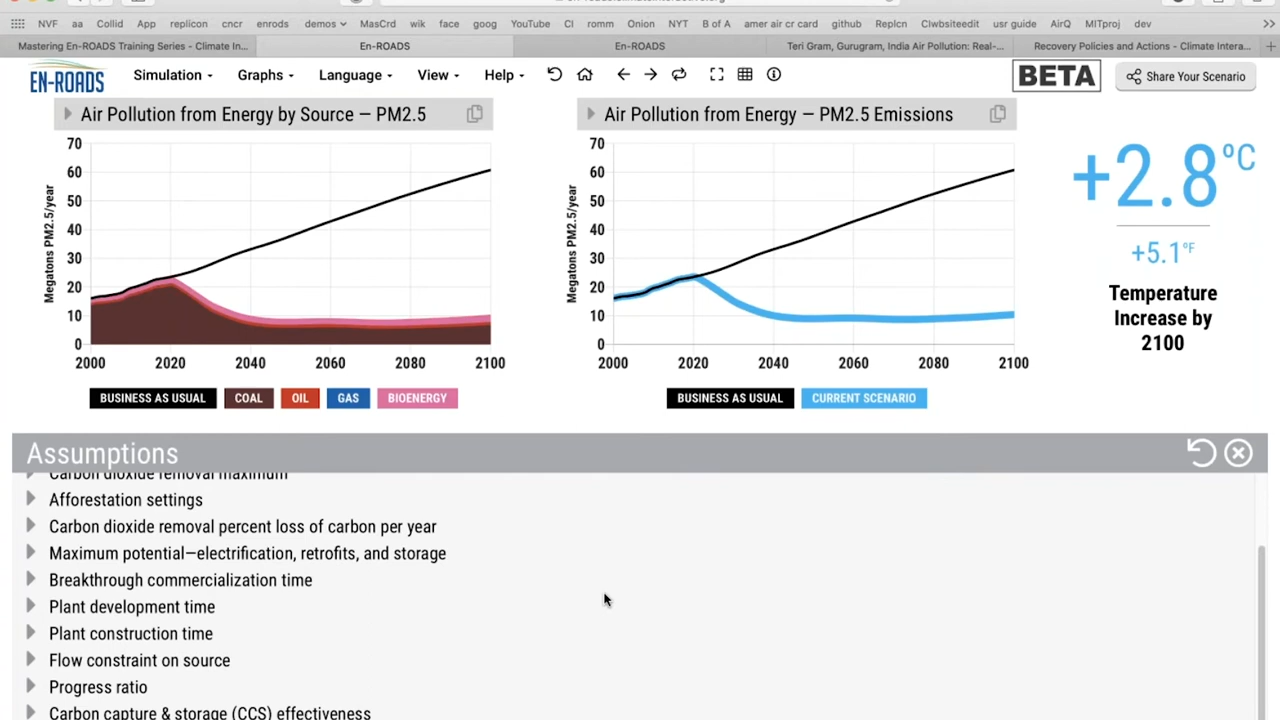 NVF aa Collid App replicon cncr enrods demos MasCrd wik face goog YouTube CI romm Onion NYT B of A amer air cr card github Replcn Clwbsiteedit usr guide AirQ MITproj dev
Mastering En-ROADS Training Series - Climate In... En-ROADS En-ROADS Teri Gram, Gurugram, India Air Pollution: Real-... Recovery Policies and Actions - Climate Intera...
EN-ROADS Simulation Graphs Language View Help BETA Share Your Scenario
Air Pollution from Energy by Source – PM2.5
Megatons PM2.5/year
70
60
50
40
30
20
10
0
2000 2020 2040 2060 2080 2100
BUSINESS AS USUAL COAL OIL GAS BIOENERGY
Air Pollution from Energy – PM2.5 Emissions
Megatons PM2.5/year
70
60
50
40
30
20
10
0
2000 2020 2040 2060 2080 2100
BUSINESS AS USUAL CURRENT SCENARIO
+2.8 ºC
+5.1 ºF
Temperature
Increase by
2100
Assumptions
Carbon dioxide removal maximum
Afforestation settings
Carbon dioxide removal percent loss of carbon per year
Maximum potential—electrification, retrofits, and storage
Breakthrough commercialization time
Plant development time
Plant construction time
Flow constraint on source
Progress ratio
Carbon capture & storage (CCS) effectiveness